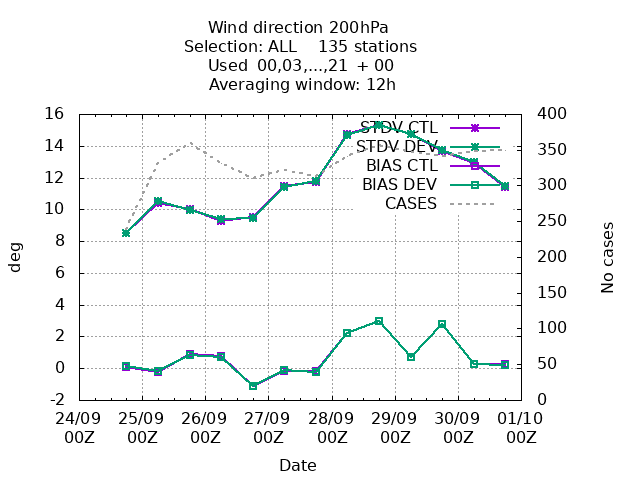 Wind direction 200hPa
Selection: ALL    135 stations
Used  00,03,...,21  + 00
Averaging window: 12h
16
14
12
10
8
6
4
2
0
-2
deg
400
350
300
250
200
150
100
50
0
No cases
STDV CTL
STDV DEV
BIAS CTL
BIAS DEV
CASES
24/09 25/09 26/09 27/09 28/09 29/09 30/09 01/10
00Z 00Z 00Z 00Z 00Z 00Z 00Z 00Z
Date